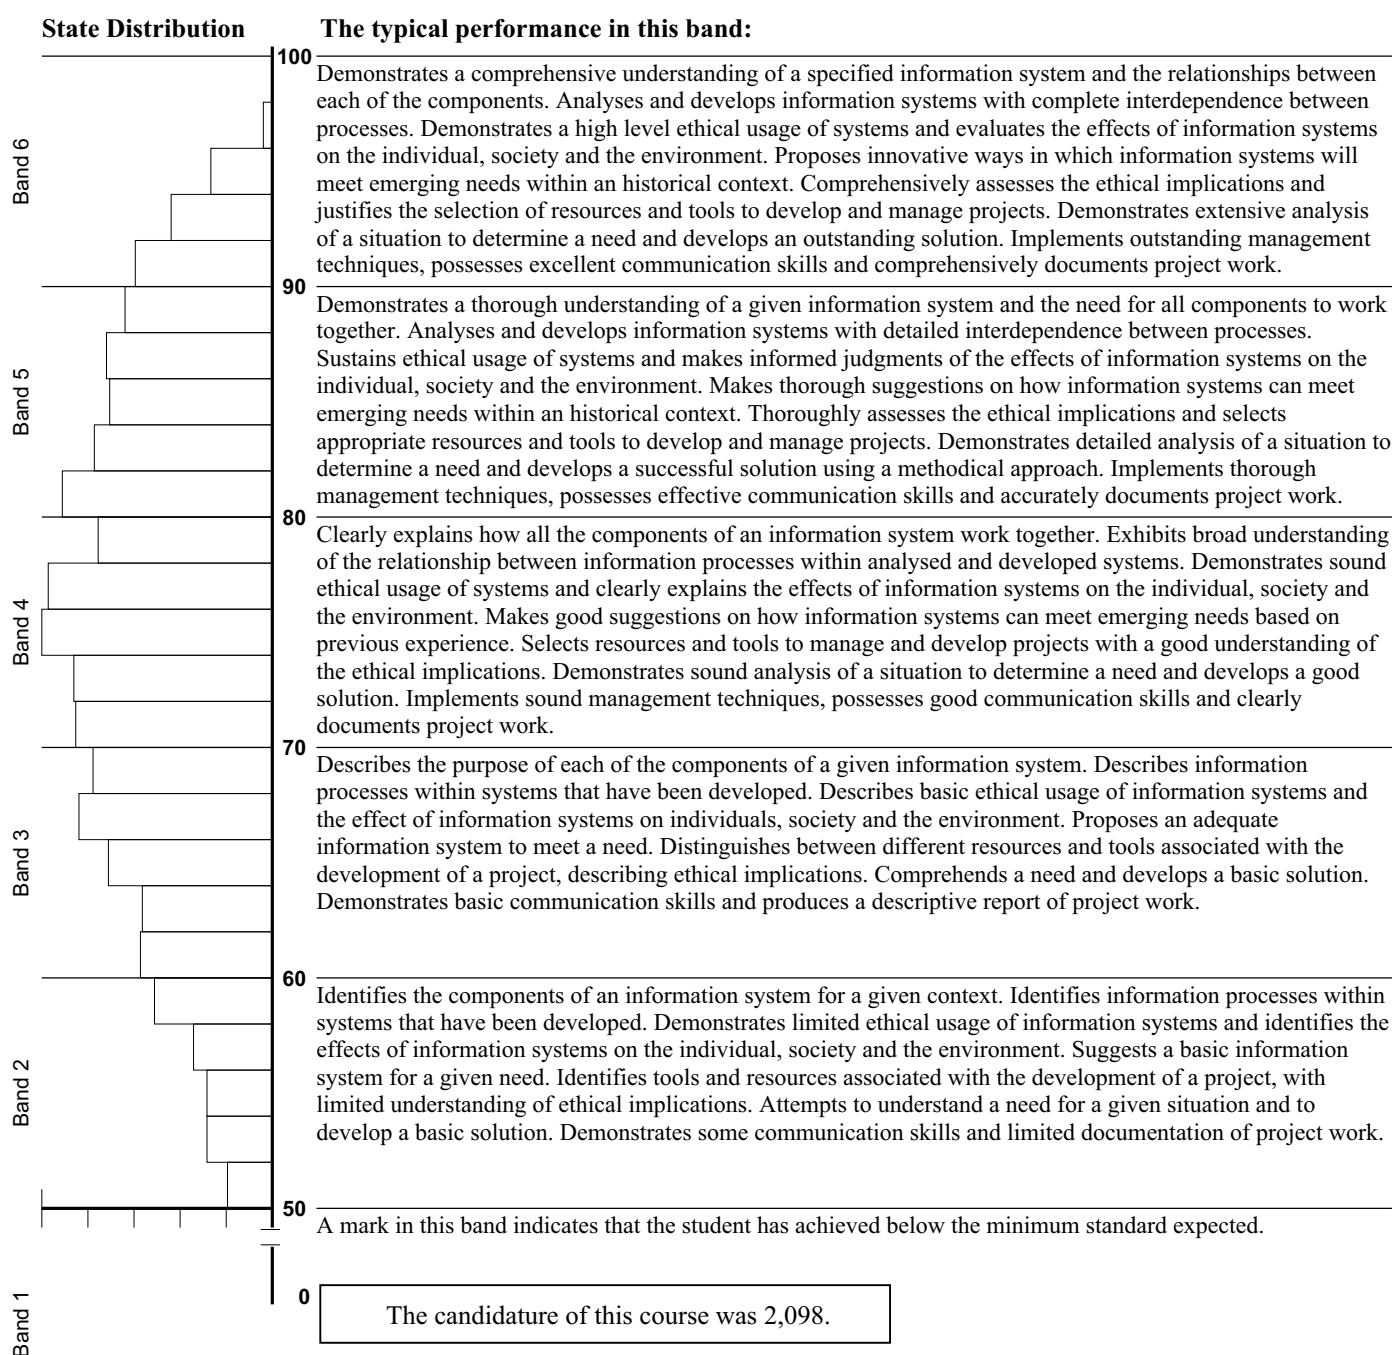 State Distribution
The typical performance in this band:
100
Demonstrates a comprehensive understanding of a specified information system and the relationships between
each of the components. Analyses and develops information systems with complete interdependence between
processes. Demonstrates a high level ethical usage of systems and evaluates the effects of information systems
on the individual, society and the environment. Proposes innovative ways in which information systems will
meet emerging needs within an historical context. Comprehensively assesses the ethical implications and
justifies the selection of resources and tools to develop and manage projects. Demonstrates extensive analysis
of a situation to determine a need and develops an outstanding solution. Implements outstanding management
techniques, possesses excellent communication skills and comprehensively documents project work.
Band 6
90
Demonstrates a thorough understanding of a given information system and the need for all components to work
together. Analyses and develops information systems with detailed interdependence between processes.
Sustains ethical usage of systems and makes informed judgments of the effects of information systems on the
individual, society and the environment. Makes thorough suggestions on how information systems can meet
emerging needs within an historical context. Thoroughly assesses the ethical implications and selects
appropriate resources and tools to develop and manage projects. Demonstrates detailed analysis of a situation to
determine a need and develops a successful solution using a methodical approach. Implements thorough
management techniques, possesses effective communication skills and accurately documents project work.
Band 5
80
Clearly explains how all the components of an information system work together. Exhibits broad understanding
of the relationship between information processes within analysed and developed systems. Demonstrates sound
ethical usage of systems and clearly explains the effects of information systems on the individual, society and
the environment. Makes good suggestions on how information systems can meet emerging needs based on
previous experience. Selects resources and tools to manage and develop projects with a good understanding of
the ethical implications. Demonstrates sound analysis of a situation to determine a need and develops a good
solution. Implements sound management techniques, possesses good communication skills and clearly
documents project work.
Band 4
70
Describes the purpose of each of the components of a given information system. Describes information
processes within systems that have been developed. Describes basic ethical usage of information systems and
the effect of information systems on individuals, society and the environment. Proposes an adequate
information system to meet a need. Distinguishes between different resources and tools associated with the
development of a project, describing ethical implications. Comprehends a need and develops a basic solution.
Demonstrates basic communication skills and produces a descriptive report of project work.
Band 3
60
Identifies the components of an information system for a given context. Identifies information processes within
systems that have been developed. Demonstrates limited ethical usage of information systems and identifies the
effects of information systems on the individual, society and the environment. Suggests a basic information
system for a given need. Identifies tools and resources associated with the development of a project, with
limited understanding of ethical implications. Attempts to understand a need for a given situation and to
develop a basic solution. Demonstrates some communication skills and limited documentation of project work.
Band 2
50
A mark in this band indicates that the student has achieved below the minimum standard expected.
0
Band 1
The candidature of this course was 2,098.